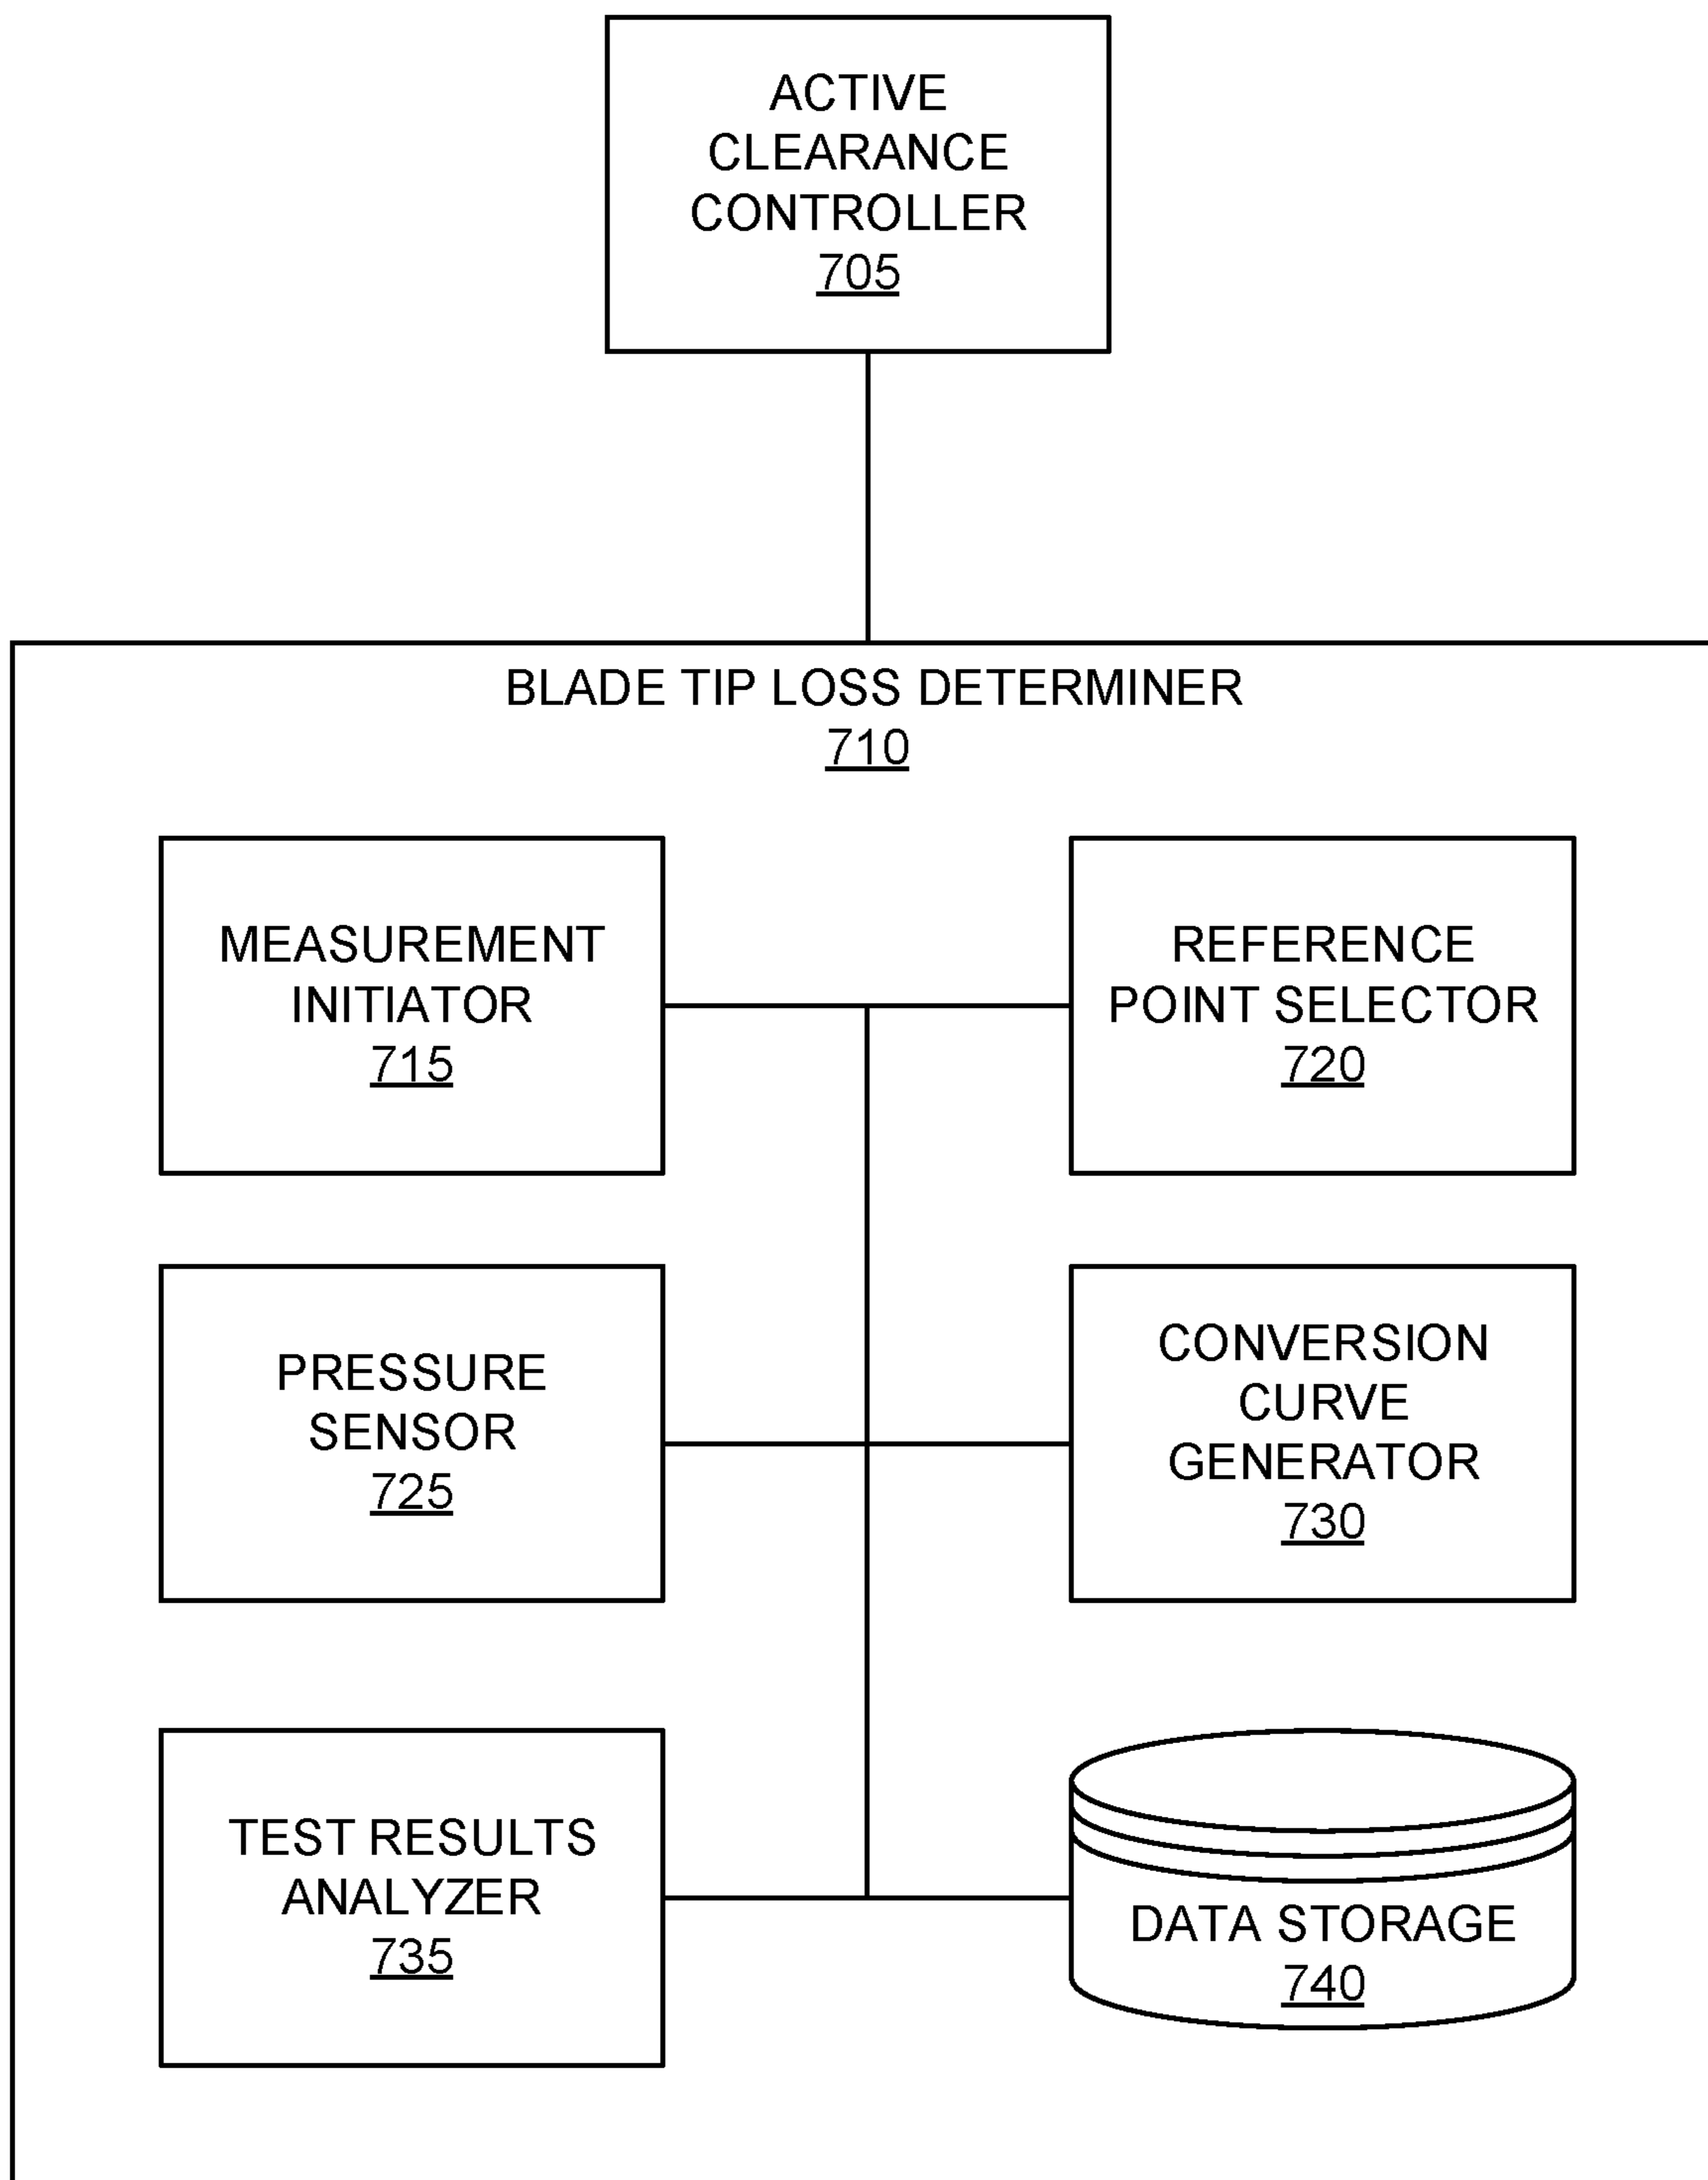 ACTIVE
CLEARANCE
CONTROLLER
705
BLADE TIP LOSS DETERMINER
710
MEASUREMENT
INITIATOR
715
REFERENCE
POINT SELECTOR
720
PRESSURE
SENSOR
725
CONVERSION
CURVE
GENERATOR
730
TEST RESULTS
ANALYZER
735
DATA STORAGE
740